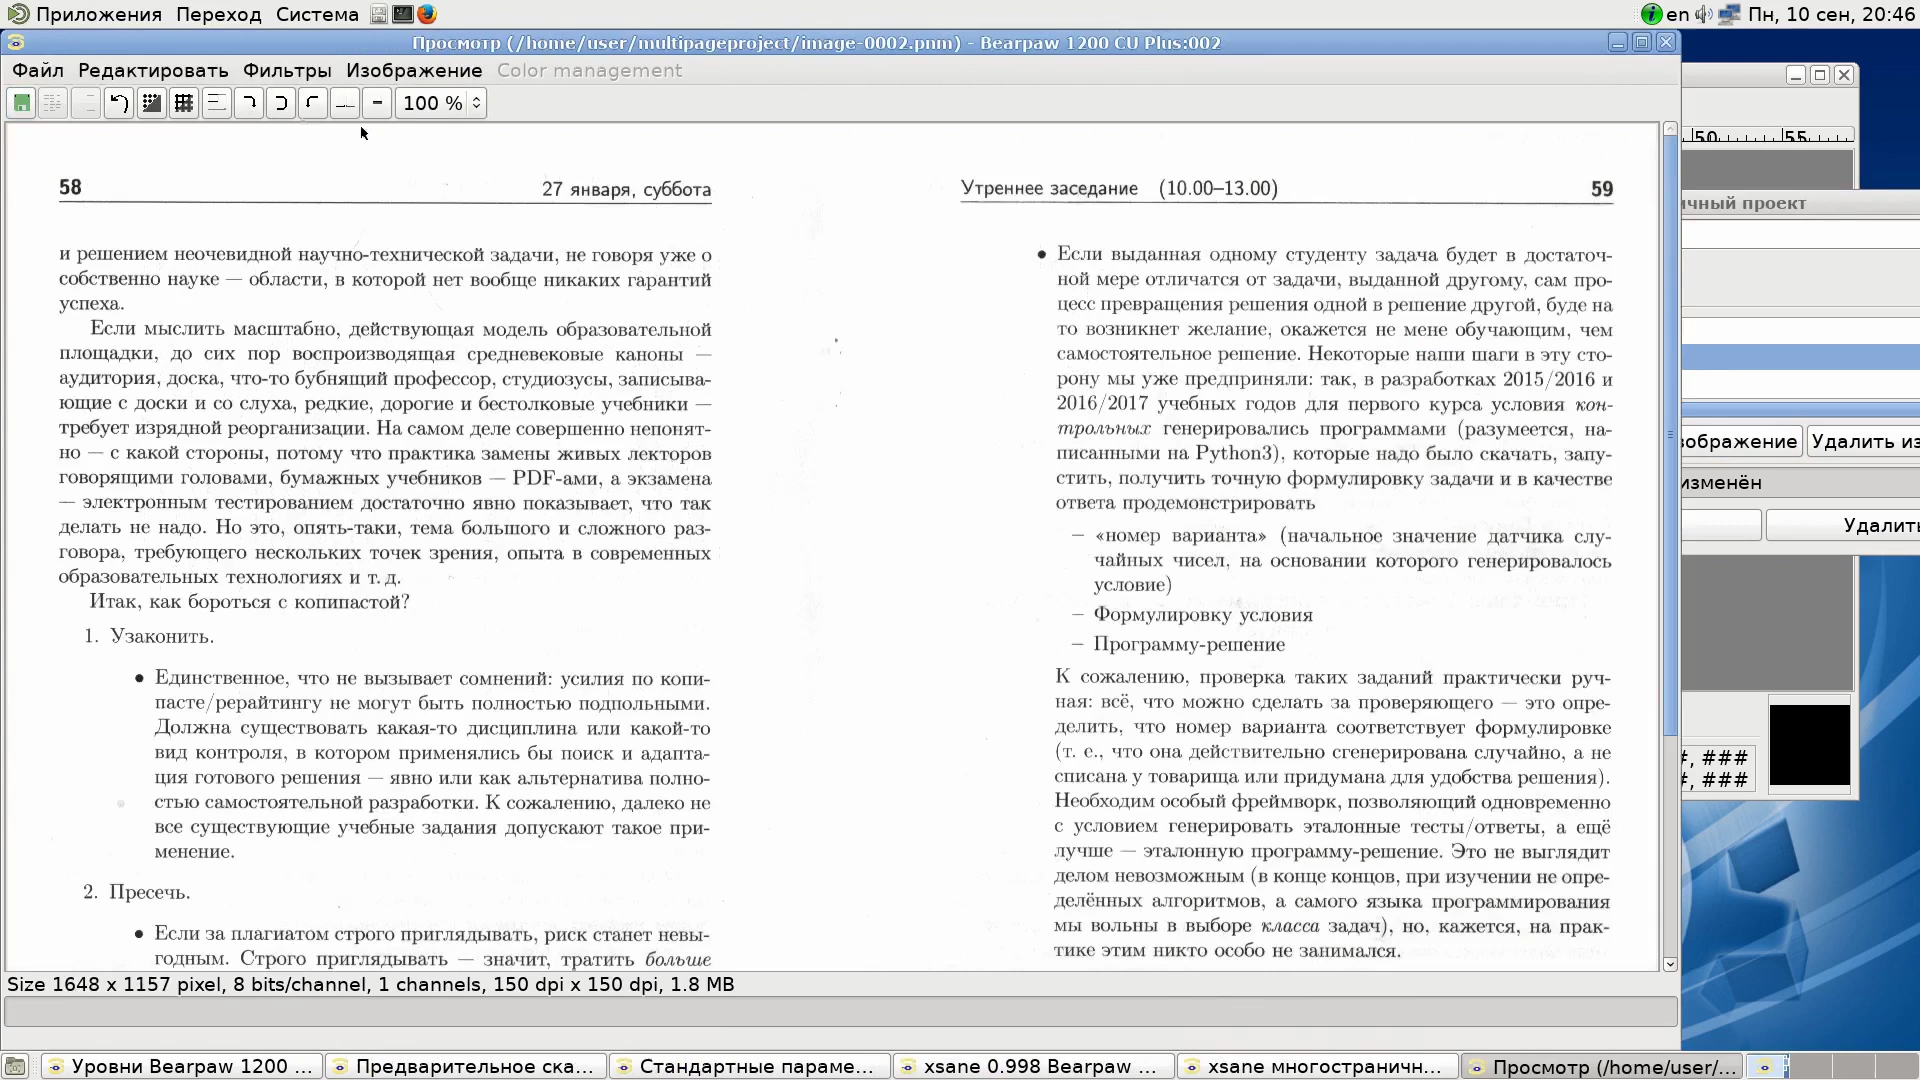 Приложения Переход Система en Пн, 10 сен, 20:46
Просмотр (/home/user/multipageproject/image-0002.pnm) - Bearpaw 1200 CU Plus:002
Файл Редактировать Фильтры Изображение Color management
100 %
58 27 января, суббота
и решением неочевидной научно-технической задачи, не говоря уже о
собственно науке — области, в которой нет вообще никаких гарантий
успеха.
Если мыслить масштабно, действующая модель образовательной
площадки, до сих пор воспроизводящая средневековые каноны —
аудитория, доска, что-то бубнящий профессор, студиозусы, записыва-
ющие с доски и со слуха, редкие, дорогие и бестолковые учебники —
требует изрядной реорганизации. На самом деле совершенно непонят-
но — с какой стороны, потому что практика замены живых лекторов
говорящими головами, бумажных учебников — PDF-ами, а экзамена
— электронным тестированием достаточно явно показывает, что так
делать не надо. Но это, опять-таки, тема большого и сложного раз-
говора, требующего нескольких точек зрения, опыта в современных
образовательных технологиях и т. д.
Итак, как бороться с копипастой?
1. Узаконить.
• Единственное, что не вызывает сомнений: усилия по копи-
пасте/рерайтингу не могут быть полностью подпольными.
Должна существовать какая-то дисциплина или какой-то
вид контроля, в котором применялись бы поиск и адапта-
ция готового решения — явно или как альтернатива полно-
стью самостоятельной разработки. К сожалению, далеко не
все существующие учебные задания допускают такое при-
менение.
2. Пресечь.
• Если за плагиатом строго приглядывать, риск станет невы-
годным. Строго приглядывать — значит, тратить больше
Утреннее заседание (10.00–13.00) 59
• Если выданная одному студенту задача будет в достаточ-
ной мере отличатся от задачи, выданной другому, сам про-
цесс превращения решения одной в решение другой, буде на
то возникнет желание, окажется не мене обучающим, чем
самостоятельное решение. Некоторые наши шаги в эту сто-
рону мы уже предприняли: так, в разработках 2015/2016 и
2016/2017 учебных годов для первого курса условия кон-
трольных генерировались программами (разумеется, на-
писанными на Python3), которые надо было скачать, запу-
стить, получить точную формулировку задачи и в качестве
ответа продемонстрировать
– «номер варианта» (начальное значение датчика слу-
чайных чисел, на основании которого генерировалось
условие)
– Формулировку условия
– Программу-решение
К сожалению, проверка таких заданий практически руч-
ная: всё, что можно сделать за проверяющего — это опре-
делить, что номер варианта соответствует формулировке
(т. е., что она действительно сгенерирована случайно, а не
списана у товарища или придумана для удобства решения).
Необходим особый фреймворк, позволяющий одновременно
с условием генерировать эталонные тесты/ответы, а ещё
лучше — эталонную программу-решение. Это не выглядит
делом невозможным (в конце концов, при изучении не опре-
делённых алгоритмов, а самого языка программирования
мы вольны в выборе класса задач), но, кажется, на прак-
тике этим никто особо не занимался.
50 55
ичный проект
зображение Удалить из
изменён
Удалить
#, ###
#, ###
Size 1648 x 1157 pixel, 8 bits/channel, 1 channels, 150 dpi x 150 dpi, 1.8 MB
Уровни Bearpaw 1200 ... Предварительное ска... Стандартные параме... xsane 0.998 Bearpaw ... xsane многостраничн... Просмотр (/home/user/...